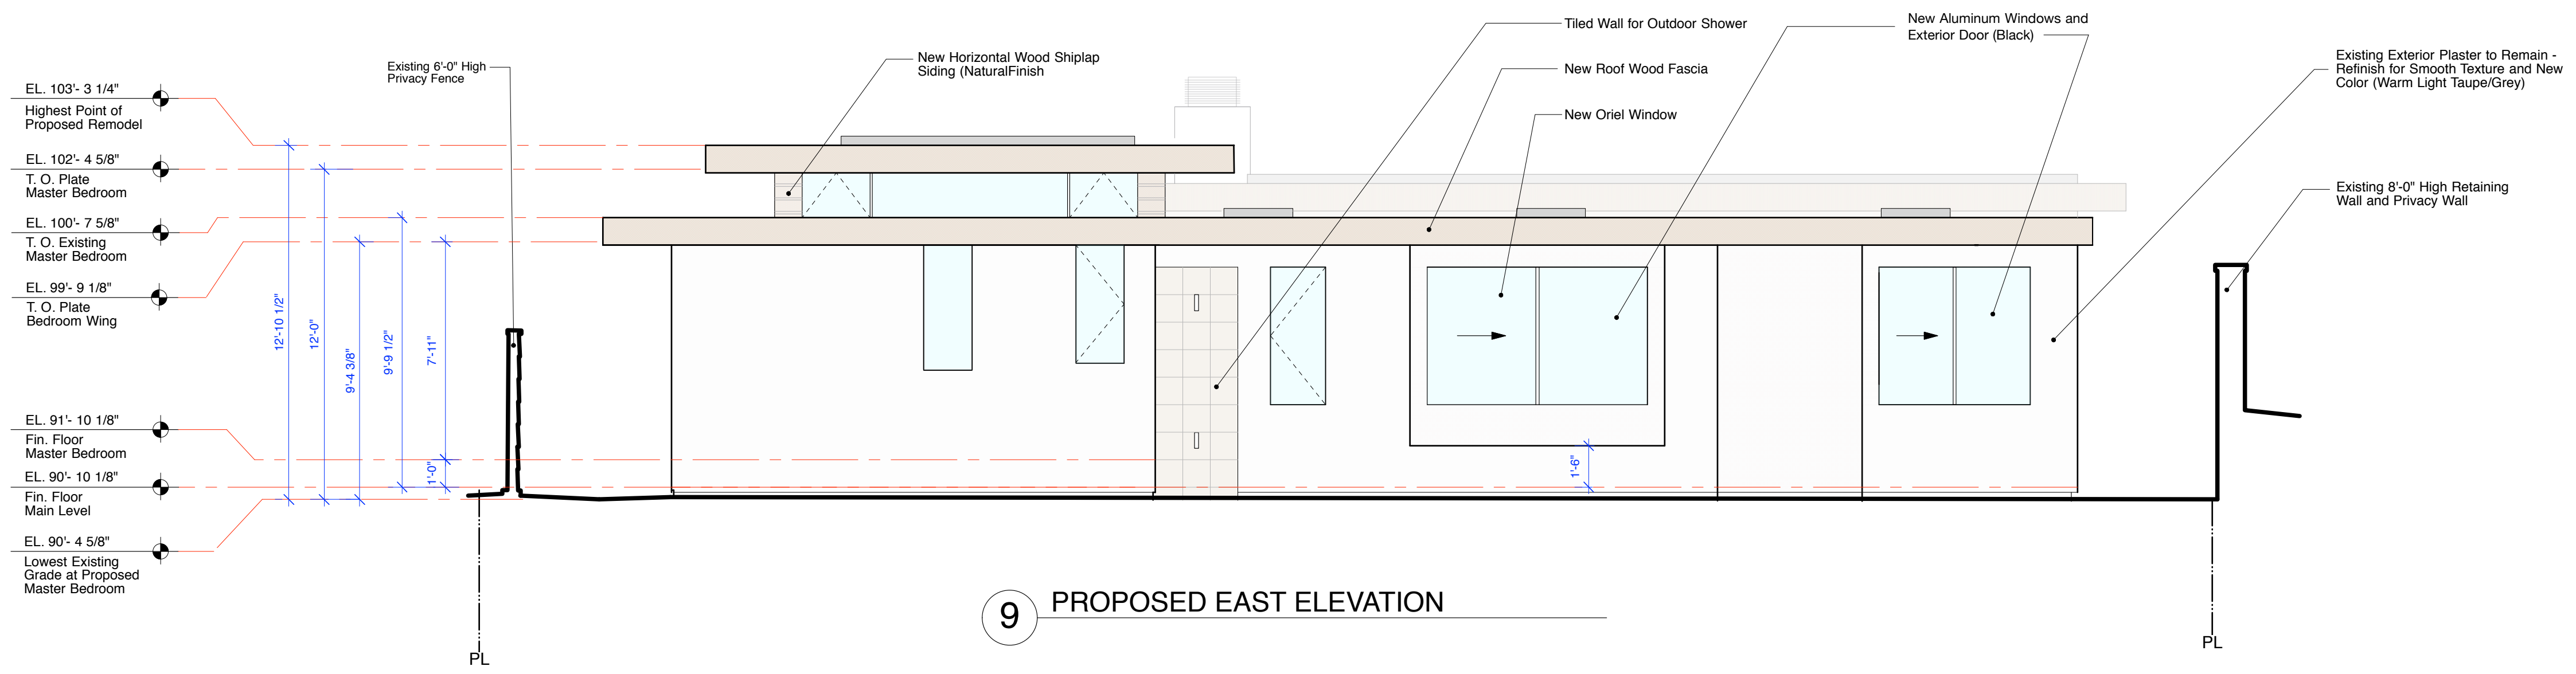 EL. 103'- 3 1/4"
Highest Point of
Proposed Remodel
EL. 102'- 4 5/8"
T. O. Plate
Master Bedroom
EL. 100'- 7 5/8"
T. O. Existing
Master Bedroom
EL. 99'- 9 1/8"
T. O. Plate
Bedroom Wing
EL. 91'- 10 1/8"
Fin. Floor
Master Bedroom
EL. 90'- 10 1/8"
Fin. Floor
Main Level
EL. 90'- 4 5/8"
Lowest Existing
Grade at Proposed
Master Bedroom
12'-10 1/2"
12'-0"
9'-4 3/8"
9'-9 1/2"
7'-11"
1'-0"
Existing 6'-0" High
Privacy Fence
New Horizontal Wood Shiplap
Siding (NaturalFinish
Tiled Wall for Outdoor Shower
New Roof Wood Fascia
New Oriel Window
New Aluminum Windows and
Exterior Door (Black)
Existing Exterior Plaster to Remain -
Refinish for Smooth Texture and New
Color (Warm Light Taupe/Grey)
Existing 8'-0" High Retaining
Wall and Privacy Wall
1'-6"
PL
PL
9
PROPOSED EAST ELEVATION